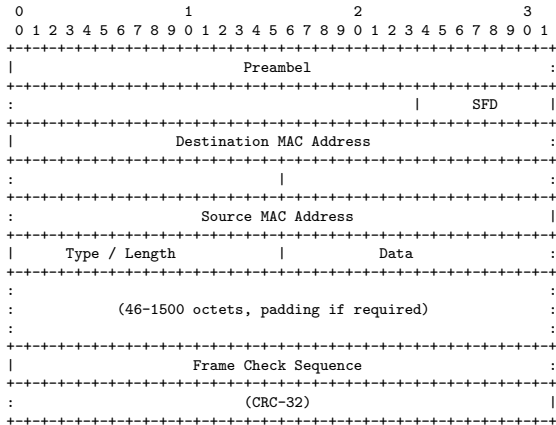 0                   1                   2                   3
0 1 2 3 4 5 6 7 8 9 0 1 2 3 4 5 6 7 8 9 0 1 2 3 4 5 6 7 8 9 0 1
Preambel
SFD
Destination MAC Address
Source MAC Address
Type / Length Data
(46-1500 octets, padding if required)
Frame Check Sequence
(CRC-32)